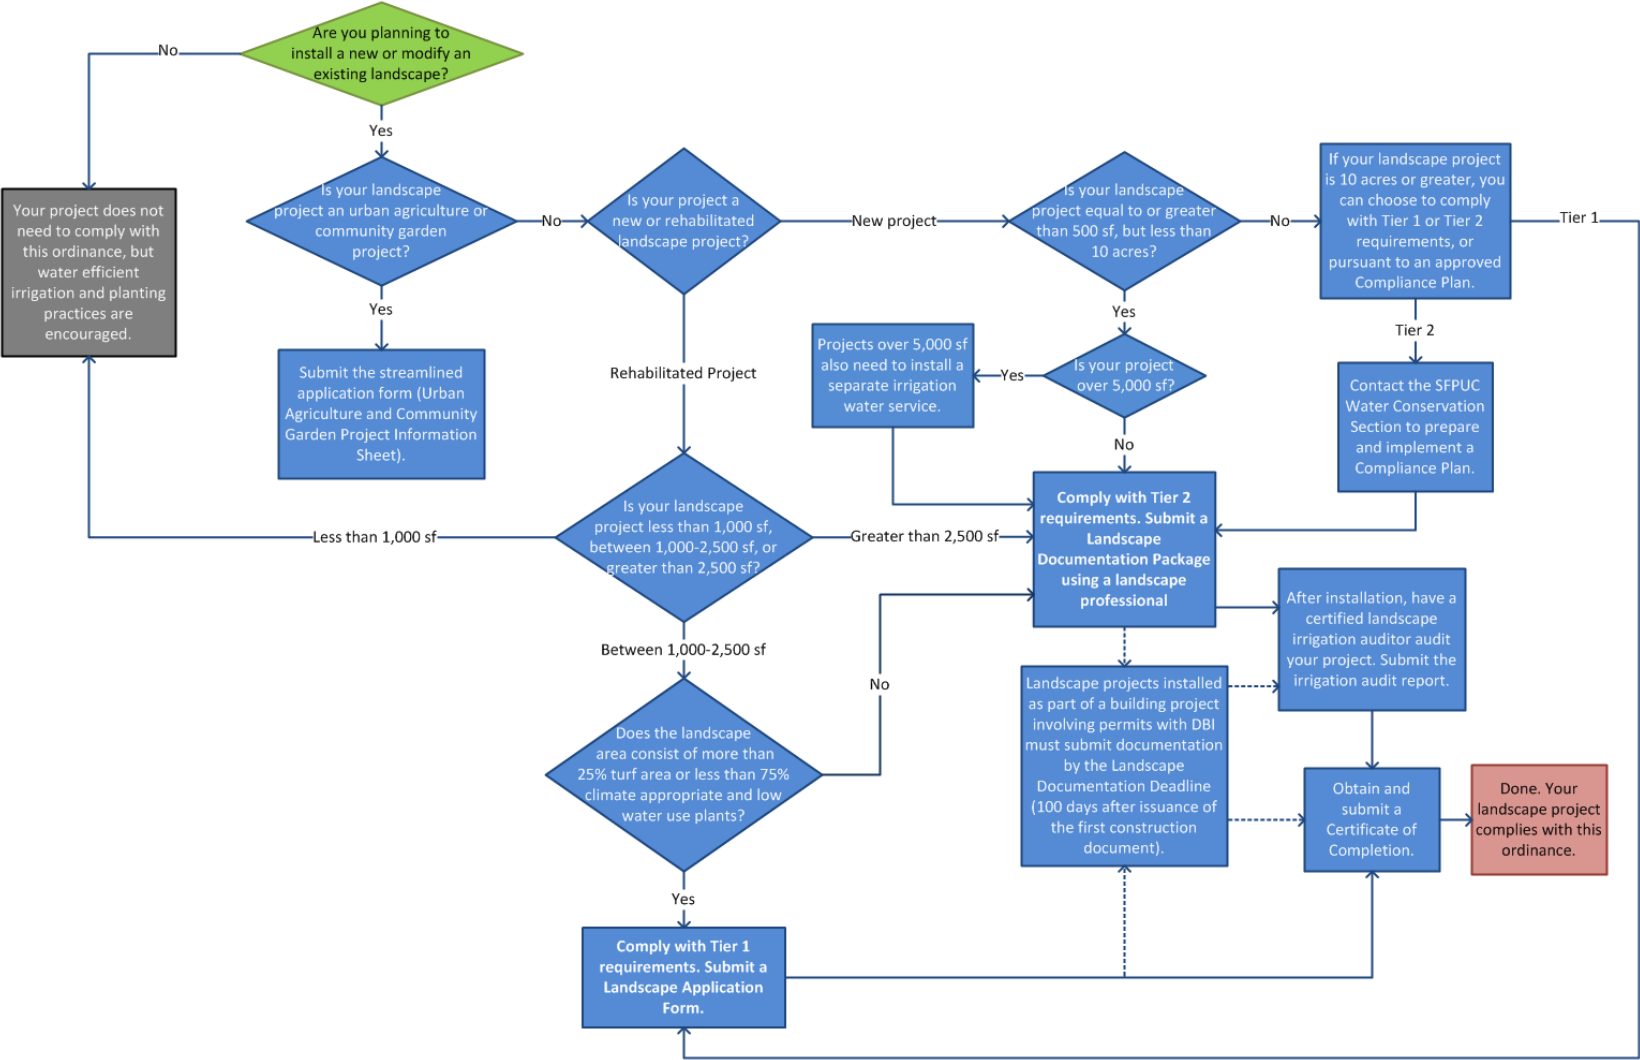 Are you planning to
install a new or modify an
existing landscape?
No
Yes
Your project does not
need to comply with
this ordinance, but
water efficient
irrigation and planting
practices are
encouraged.
Is your landscape
project an urban agriculture or
community garden
project?
No
Yes
Submit the streamlined
application form (Urban
Agriculture and Community
Garden Project Information
Sheet).
Is your project a
new or rehabilitated
landscape project?
New project
Rehabilitated Project
Is your landscape
project equal to or greater
than 500 sf, but less than
10 acres?
No
Yes
If your landscape project
is 10 acres or greater, you
can choose to comply
with Tier 1 or Tier 2
requirements, or
pursuant to an approved
Compliance Plan.
Tier 1
Tier 2
Projects over 5,000 sf
also need to install a
separate irrigation
water service.
Yes
Is your project
over 5,000 sf?
No
Contact the SFPUC
Water Conservation
Section to prepare
and implement a
Compliance Plan.
Is your landscape
project less than 1,000 sf,
between 1,000-2,500 sf, or
greater than 2,500 sf?
Less than 1,000 sf
Greater than 2,500 sf
Between 1,000-2,500 sf
Comply with Tier 2
requirements. Submit a
Landscape
Documentation Package
using a landscape
professional
After installation, have a
certified landscape
irrigation auditor audit
your project. Submit the
irrigation audit report.
No
Does the landscape
area consist of more than
25% turf area or less than 75%
climate appropriate and low
water use plants?
Yes
Landscape projects installed
as part of a building project
involving permits with DBI
must submit documentation
by the Landscape
Documentation Deadline
(100 days after issuance of
the first construction
document).
Obtain and
submit a
Certificate of
Completion.
Done. Your
landscape project
complies with this
ordinance.
Comply with Tier 1
requirements. Submit a
Landscape Application
Form.